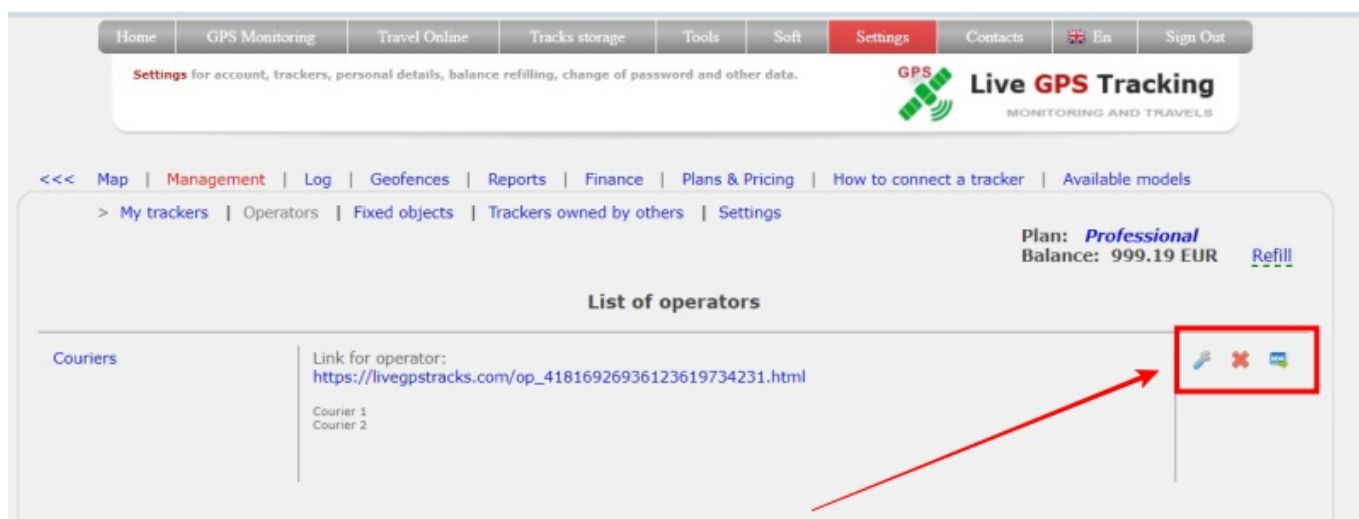 Home GPS Monitoring Travel Online Tracks storage Tools Soft Settings Contacts En Sign Out
Settings for account, trackers, personal details, balance refilling, change of password and other data.
GPS
Live GPS Tracking
MONITORING AND TRAVELS
<<< Map | Management | Log | Geofences | Reports | Finance | Plans & Pricing | How to connect a tracker | Available models
> My trackers | Operators | Fixed objects | Trackers owned by others | Settings
Plan: Professional
Balance: 999.19 EUR Refill
List of operators
Couriers
Link for operator:
https://livegpstracks.com/op_41816926936123619734231.html
Courier 1
Courier 2